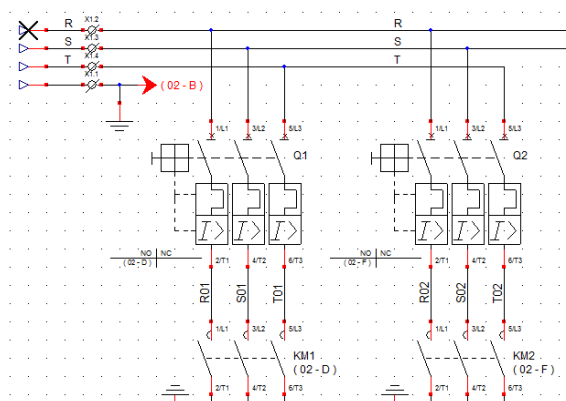 R X1.2 R
S X1.3 S
T X1.4 T
X1.1 (02-B)
1/L1 3/L2 5/L3 Q1 1/L1 3/L2 5/L3 Q2
I> I> I> I> I> I>
NO NC NO NC
(02-D) 2/T1 4/T2 6/T3 (02-F) 2/T1 4/T2 6/T3
R01 S01 T01 R02 S02 T02
1/L1 3/L2 5/L3 KM1 1/L1 3/L2 5/L3 KM2
(02-D) (02-F)
2/T1 4/T2 6/T3 2/T1 4/T2 6/T3